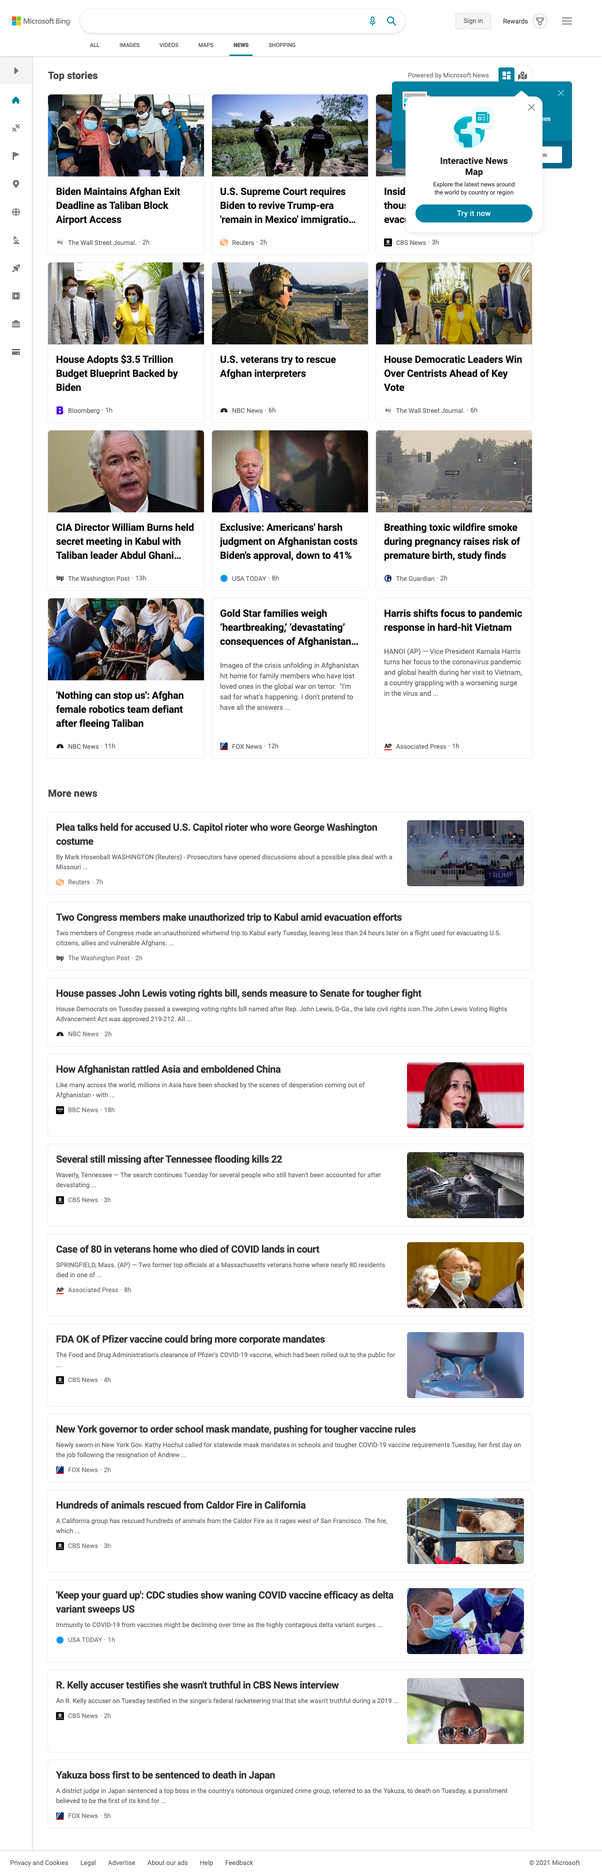 Microsoft Bing
Sign in
Rewards
ALL
IMAGES
VIDEOS
MAPS
NEWS
SHOPPING
Top stories
Powered by Microsoft News
Interactive News
Map
Explore the latest news around
the world by country or region
Try it now
Biden Maintains Afghan Exit
Deadline as Taliban Block
Airport Access
The Wall Street Journal. · 2h
U.S. Supreme Court requires
Biden to revive Trump-era
'remain in Mexico' immigratio...
Reuters · 2h
Insid
thous
evac
CBS News · 3h
House Adopts $3.5 Trillion
Budget Blueprint Backed by
Biden
Bloomberg · 1h
U.S. veterans try to rescue
Afghan interpreters
NBC News · 6h
House Democratic Leaders Win
Over Centrists Ahead of Key
Vote
The Wall Street Journal. · 6h
CIA Director William Burns held
secret meeting in Kabul with
Taliban leader Abdul Ghani...
The Washington Post · 13h
Exclusive: Americans' harsh
judgment on Afghanistan costs
Biden's approval, down to 41%
USA TODAY · 8h
Breathing toxic wildfire smoke
during pregnancy raises risk of
premature birth, study finds
The Guardian · 2h
'Nothing can stop us': Afghan
female robotics team defiant
after fleeing Taliban
NBC News · 11h
Gold Star families weigh
'heartbreaking,' 'devastating'
consequences of Afghanistan...
Images of the crisis unfolding in Afghanistan
hit home for family members who have lost
loved ones in the global war on terror. "I'm
sad for what's happening. I don't pretend to
have all the answers ...
FOX News · 12h
Harris shifts focus to pandemic
response in hard-hit Vietnam
HANOI (AP) — Vice President Kamala Harris
turns her focus to the coronavirus pandemic
and global health during her visit to Vietnam,
a country grappling with a worsening surge
in the virus and ...
AP Associated Press · 1h
More news
Plea talks held for accused U.S. Capitol rioter who wore George Washington
costume
By Mark Hosenball WASHINGTON (Reuters) - Prosecutors have opened discussions about a possible plea deal with a
Missouri ...
Reuters · 7h
TRUMP
Two Congress members make unauthorized trip to Kabul amid evacuation efforts
Two members of Congress made an unauthorized whirlwind trip to Kabul early Tuesday, leaving less than 24 hours later on a flight used for evacuating U.S.
citizens, allies and vulnerable Afghans. ...
The Washington Post · 2h
House passes John Lewis voting rights bill, sends measure to Senate for tougher fight
House Democrats on Tuesday passed a sweeping voting rights bill named after Rep. John Lewis, D-Ga., the late civil rights icon.The John Lewis Voting Rights
Advancement Act was approved 219-212. All ...
NBC News · 2h
How Afghanistan rattled Asia and emboldened China
Like many across the world, millions in Asia have been shocked by the scenes of desperation coming out of
Afghanistan - with ...
BBC News · 18h
Several still missing after Tennessee flooding kills 22
Waverly, Tennessee — The search continues Tuesday for several people who still haven't been accounted for after
devastating ...
CBS News · 3h
Case of 80 in veterans home who died of COVID lands in court
SPRINGFIELD, Mass. (AP) — Two former top officials at a Massachusetts veterans home where nearly 80 residents
died in one of ...
AP Associated Press · 8h
FDA OK of Pfizer vaccine could bring more corporate mandates
The Food and Drug Administration's clearance of Pfizer's COVID-19 vaccine, which had been rolled out to the public for
...
CBS News · 4h
New York governor to order school mask mandate, pushing for tougher vaccine rules
Newly sworn-in New York Gov. Kathy Hochul called for statewide mask mandates in schools and tougher COVID-19 vaccine requirements Tuesday, her first day on
the job following the resignation of Andrew ...
FOX News · 2h
Hundreds of animals rescued from Caldor Fire in California
A California group has rescued hundreds of animals from the Caldor Fire as it rages west of San Francisco. The fire,
which ...
CBS News · 3h
'Keep your guard up': CDC studies show waning COVID vaccine efficacy as delta
variant sweeps US
Immunity to COVID-19 from vaccines might be declining over time as the highly contagious delta variant surges ...
USA TODAY · 1h
R. Kelly accuser testifies she wasn't truthful in CBS News interview
An R. Kelly accuser on Tuesday testified in the singer's federal racketeering trial that she wasn't truthful during a 2019 ...
CBS News · 2h
Yakuza boss first to be sentenced to death in Japan
A district judge in Japan sentenced a top boss in the country's notorious organized crime group, referred to as the Yakuza, to death on Tuesday, a punishment
believed to be the first of its kind for ...
FOX News · 5h
Privacy and Cookies
Legal
Advertise
About our ads
Help
Feedback
© 2021 Microsoft